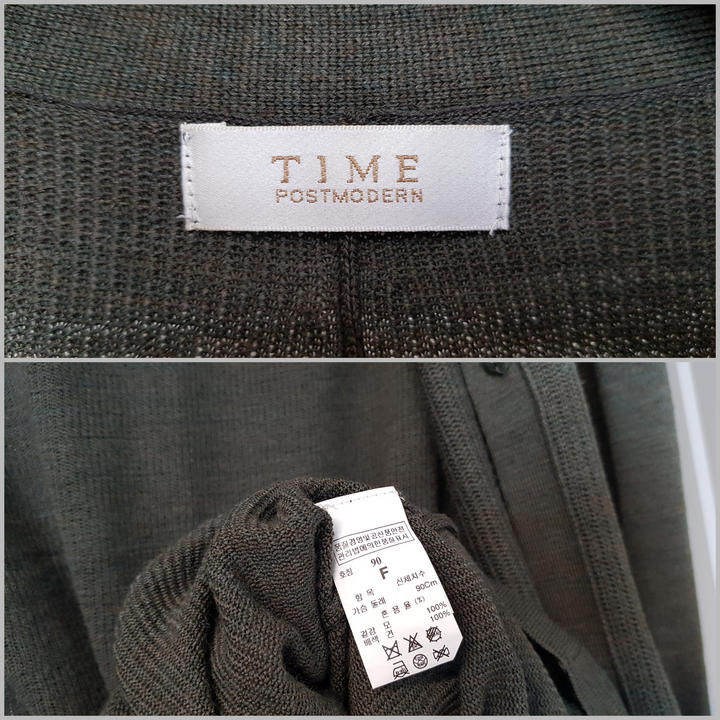 TIME
POSTMODERN
품질경영및공산품안전
관리법에의한품질표시
호칭 90
F
항 목 신체치수
가슴 둘레 90Cm
혼 용 율 (%)
겉감 모 100%
배색 견 100%